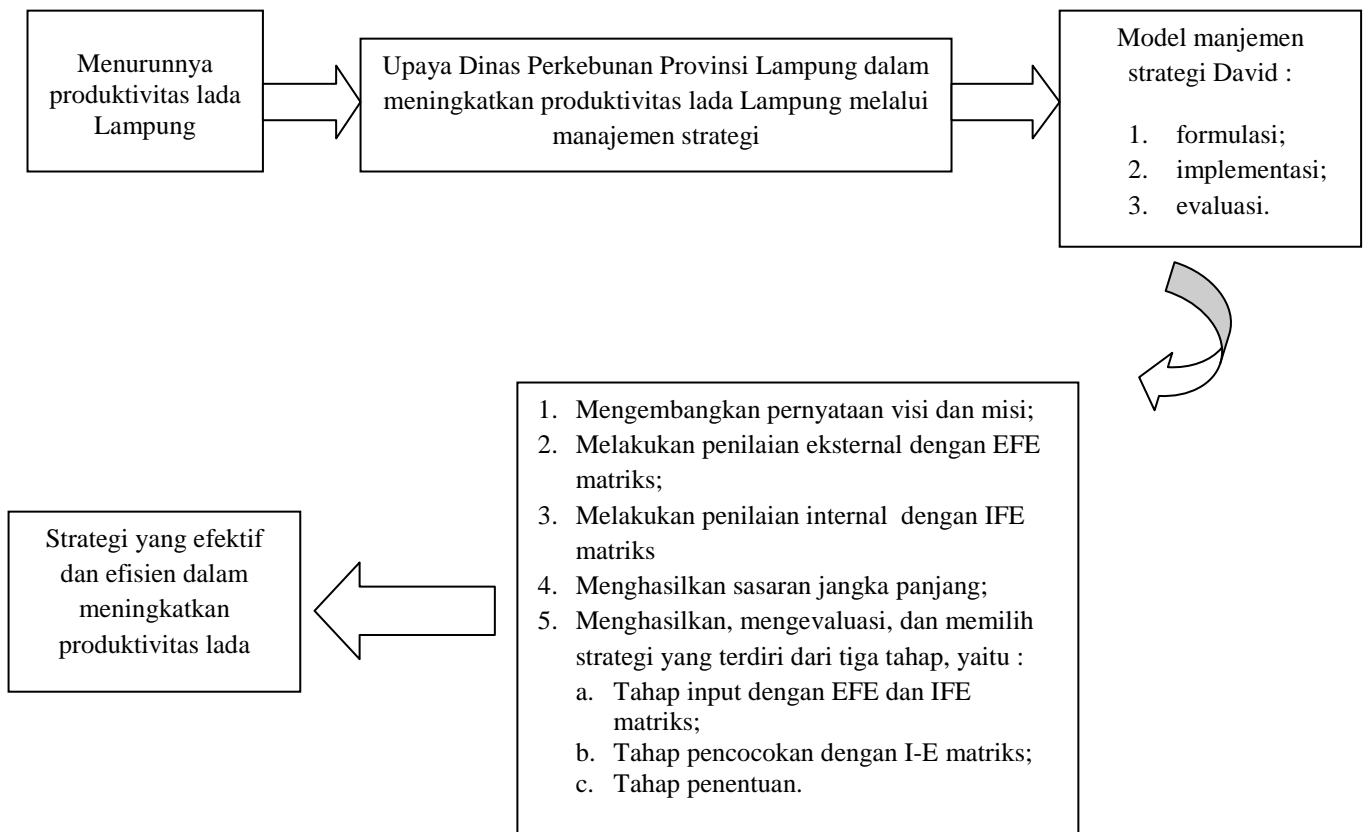 Menurunnya
produktivitas lada
Lampung
Upaya Dinas Perkebunan Provinsi Lampung dalam
meningkatkan produktivitas lada Lampung melalui
manajemen strategi
Model manjemen
strategi David :
1. formulasi;
2. implementasi;
3. evaluasi.
1. Mengembangkan pernyataan visi dan misi;
2. Melakukan penilaian eksternal dengan EFE
matriks;
3. Melakukan penilaian internal dengan IFE
matriks
4. Menghasilkan sasaran jangka panjang;
5. Menghasilkan, mengevaluasi, dan memilih
strategi yang terdiri dari tiga tahap, yaitu :
a. Tahap input dengan EFE dan IFE
matriks;
b. Tahap pencocokan dengan I-E matriks;
c. Tahap penentuan.
Strategi yang efektif
dan efisien dalam
meningkatkan
produktivitas lada